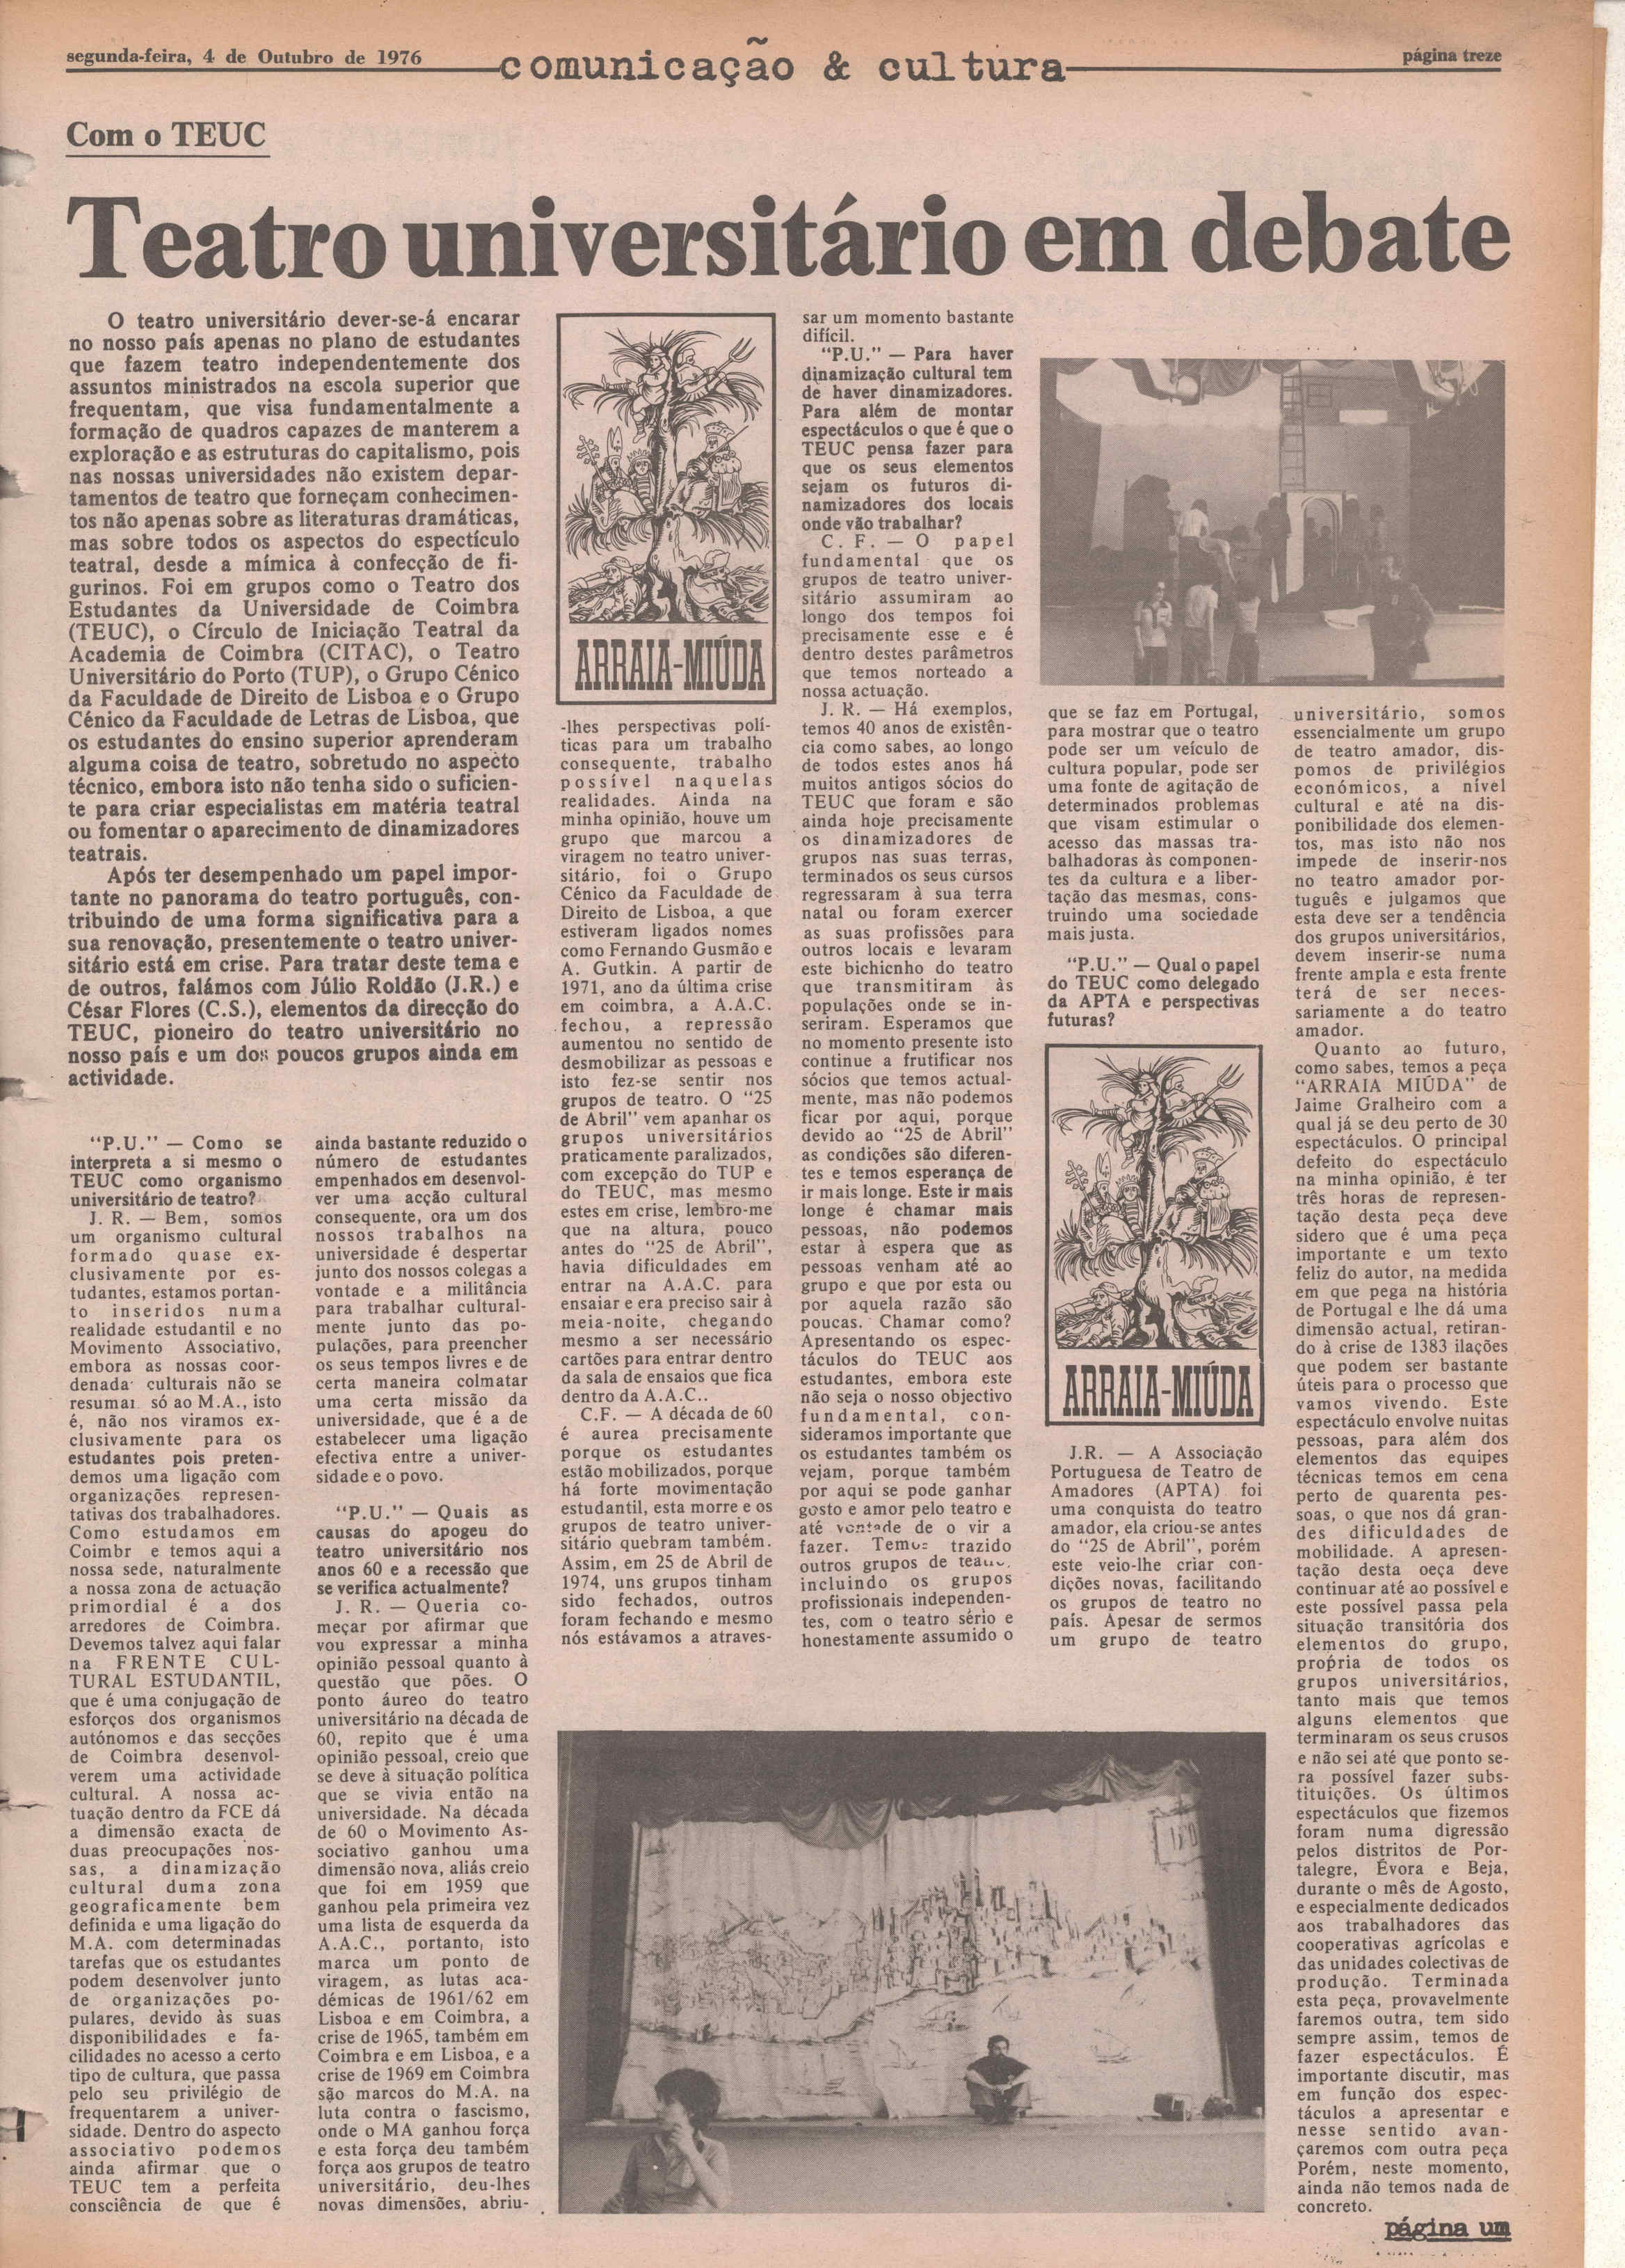 segunda-feira, 4 de Outubro de 1976
comunicação & cultura
página treze
Com o TEUC
Teatro universitário em debate
O teatro universitário dever-se-á encarar
no nosso país apenas no plano de estudantes
que fazem teatro independentemente dos
assuntos ministrados na escola superior que
frequentam, que visa fundamentalmente a
formação de quadros capazes de manterem a
exploração e as estruturas do capitalismo, pois
nas nossas universidades não existem depar-
tamentos de teatro que forneçam conhecimen-
tos não apenas sobre as literaturas dramáticas,
mas sobre todos os aspectos do espectículo
teatral, desde a mímica à confecção de fi-
gurinos. Foi em grupos como o Teatro dos
Estudantes da Universidade de Coimbra
(TEUC), o Círculo de Iniciação Teatral da
Academia de Coimbra (CITAC), o Teatro
Universitário do Porto (TUP), o Grupo Cénico
da Faculdade de Direito de Lisboa e o Grupo
Cénico da Faculdade de Letras de Lisboa, que
os estudantes do ensino superior aprenderam
alguma coisa de teatro, sobretudo no aspecto
técnico, embora isto não tenha sido o suficien-
te para criar especialistas em matéria teatral
ou fomentar o aparecimento de dinamizadores
teatrais.
Após ter desempenhado um papel impor-
tante no panorama do teatro português, con-
tribuindo de uma forma significativa para a
sua renovação, presentemente o teatro univer-
sitário está em crise. Para tratar deste tema e
de outros, falámos com Júlio Roldão (J.R.) e
César Flores (C.S.), elementos da direcção do
TEUC, pioneiro do teatro universitário no
nosso país e um dos poucos grupos ainda em
actividade.
"P.U." — Como se
interpreta a si mesmo o
TEUC como organismo
universitário de teatro?
J. R. — Bem, somos
um organismo cultural
formado quase ex-
clusivamente por es-
tudantes, estamos portan-
to inseridos numa
realidade estudantil e no
Movimento Associativo,
embora as nossas coor-
denada culturais não se
resumam só ao M.A., isto
é, não nos viramos ex-
clusivamente para os
estudantes pois preten-
demos uma ligação com
organizações represen-
tativas dos trabalhadores.
Como estudamos em
Coimbr e temos aqui a
nossa sede, naturalmente
a nossa zona de actuação
primordial é a dos
arredores de Coimbra.
Devemos talvez aqui falar
na FRENTE CUL-
TURAL ESTUDANTIL,
que é uma conjugação de
esforços dos organismos
autónomos e das secções
de Coimbra desenvol-
verem uma actividade
cultural. A nossa ac-
tuação dentro da FCE dá
a dimensão exacta de
duas preocupações nos-
sas, a dinamização
cultural duma zona
geograficamente bem
definida e uma ligação do
M.A. com determinadas
tarefas que os estudantes
podem desenvolver junto
de organizações po-
pulares, devido às suas
disponibilidades e fa-
cilidades no acesso a certo
tipo de cultura, que passa
pelo seu privilégio de
frequentarem a univer-
sidade. Dentro do aspecto
associativo podemos
ainda afirmar que o
TEUC tem a perfeita
consciência de que é
ainda bastante reduzido o
número de estudantes
empenhados em desenvol-
ver uma acção cultural
consequente, ora um dos
nossos trabalhos na
universidade é despertar
junto dos nossos colegas a
vontade e a militância
para trabalhar cultural-
mente junto das po-
pulações, para preencher
os seus tempos livres e de
certa maneira colmatar
uma certa missão da
universidade, que é a de
estabelecer uma ligação
efectiva entre a univer-
sidade e o povo.
"P.U." — Quais as
causas do apogeu do
teatro universitário nos
anos 60 e a recessão que
se verifica actualmente?
J. R. — Queria co-
meçar por afirmar que
vou expressar a minha
opinião pessoal quanto à
questão que pões. O
ponto áureo do teatro
universitário na década de
60, repito que é uma
opinião pessoal, creio que
se deve à situação política
que se vivia então na
universidade. Na década
de 60 o Movimento As-
sociativo ganhou uma
dimensão nova, aliás creio
que foi em 1959 que
ganhou pela primeira vez
uma lista de esquerda da
A.A.C., portanto, isto
marca um ponto de
viragem, as lutas aca-
démicas de 1961/62 em
Lisboa e em Coimbra, a
crise de 1965, também em
Coimbra e em Lisboa, e a
crise de 1969 em Coimbra
são marcos do M.A. na
luta contra o fascismo,
onde o MA ganhou força
e esta força deu também
força aos grupos de teatro
universitário, deu-lhes
novas dimensões, abriu-
ARRAIA-MIÚDA
-lhes perspectivas polí-
ticas para um trabalho
consequente, trabalho
possível naquelas
realidades. Ainda na
minha opinião, houve um
grupo que marcou a
viragem no teatro univer-
sitário, foi o Grupo
Cénico da Faculdade de
Direito de Lisboa, a que
estiveram ligados nomes
como Fernando Gusmão e
A. Gutkin. A partir de
1971, ano da última crise
em coimbra, a A.A.C.
fechou, a repressão
aumentou no sentido de
desmobilizar as pessoas e
isto fez-se sentir nos
grupos de teatro. O "25
de Abril" vem apanhar os
grupos universitários
praticamente paralizados,
com excepção do TUP e
do TEUC, mas mesmo
estes em crise, lembro-me
que na altura, pouco
antes do "25 de Abril",
havia dificuldades em
entrar na A.A.C. para
ensaiar e era preciso sair à
meia-noite, chegando
mesmo a ser necessário
cartões para entrar dentro
da sala de ensaios que fica
dentro da A.A.C..
C.F. — A década de 60
é aurea precisamente
porque os estudantes
estão mobilizados, porque
há forte movimentação
estudantil, esta morre e os
grupos de teatro univer-
sitário quebram também.
Assim, em 25 de Abril de
1974, uns grupos tinham
sido fechados, outros
foram fechando e mesmo
nós estávamos a atraves-
sar um momento bastante
difícil.
"P.U." — Para haver
dinamização cultural tem
de haver dinamizadores.
Para além de montar
espectáculos o que é que o
TEUC pensa fazer para
que os seus elementos
sejam os futuros di-
namizadores dos locais
onde vão trabalhar?
C. F. — O papel
fundamental que os
grupos de teatro univer-
sitário assumiram ao
longo dos tempos foi
precisamente esse e é
dentro destes parâmetros
que temos norteado a
nossa actuação.
J. R. — Há exemplos,
temos 40 anos de existên-
cia como sabes, ao longo
de todos estes anos há
muitos antigos sócios do
TEUC que foram e são
ainda hoje precisamente
os dinamizadores de
grupos nas suas terras,
terminados os seus cursos
regressaram à sua terra
natal ou foram exercer
as suas profissões para
outros locais e levaram
este bichicnho do teatro
que transmitiram às
populações onde se in-
seriram. Esperamos que
no momento presente isto
continue a frutificar nos
sócios que temos actual-
mente, mas não podemos
ficar por aqui, porque
devido ao "25 de Abril"
as condições são diferen-
tes e temos esperança de
ir mais longe. Este ir mais
longe é chamar mais
pessoas, não podemos
estar à espera que as
pessoas venham até ao
grupo e que por esta ou
por aquela razão são
poucas. Chamar como?
Apresentando os espec-
táculos do TEUC aos
estudantes, embora este
não seja o nosso objectivo
fundamental, con-
sideramos importante que
os estudantes também os
vejam, porque também
por aqui se pode ganhar
gosto e amor pelo teatro e
até vontade de o vir a
fazer. Temos trazido
outros grupos de teatro,
incluindo os grupos
profissionais independen-
tes, com o teatro sério e
honestamente assumido o
que se faz em Portugal,
para mostrar que o teatro
pode ser um veículo de
cultura popular, pode ser
uma fonte de agitação de
determinados problemas
que visam estimular o
acesso das massas tra-
balhadoras às componen-
tes da cultura e a liber-
tação das mesmas, cons-
truindo uma sociedade
mais justa.
"P.U." — Qual o papel
do TEUC como delegado
da APTA e perspectivas
futuras?
ARRAIA-MIÚDA
J.R. — A Associação
Portuguesa de Teatro de
Amadores (APTA) foi
uma conquista do teatro
amador, ela criou-se antes
do "25 de Abril", porém
este veio-lhe criar con-
dições novas, facilitando
os grupos de teatro no
país. Apesar de sermos
um grupo de teatro
universitário, somos
essencialmente um grupo
de teatro amador, dis-
pomos de privilégios
económicos, a nível
cultural e até na dis-
ponibilidade dos elemen-
tos, mas isto não nos
impede de inserir-nos
no teatro amador por-
tuguês e julgamos que
esta deve ser a tendência
dos grupos universitários,
devem inserir-se numa
frente ampla e esta frente
terá de ser neces-
sariamente a do teatro
amador.
Quanto ao futuro,
como sabes, temos a peça
"ARRAIA MIÚDA" de
Jaime Gralheiro com a
qual já se deu perto de 30
espectáculos. O principal
defeito do espectáculo
na minha opinião, é ter
três horas de represen-
tação desta peça deve
sidero que é uma peça
importante e um texto
feliz do autor, na medida
em que pega na história
de Portugal e lhe dá uma
dimensão actual, retiran-
do à crise de 1383 ilações
que podem ser bastante
úteis para o processo que
vamos vivendo. Este
espectáculo envolve nuitas
pessoas, para além dos
elementos das equipes
técnicas temos em cena
perto de quarenta pes-
soas, o que nos dá gran-
des dificuldades de
mobilidade. A apresen-
tação desta oeça deve
continuar até ao possível e
este possível passa pela
situação transitória dos
elementos do grupo,
propria de todos os
grupos universitários,
tanto mais que temos
alguns elementos que
terminaram os seus crusos
e não sei até que ponto se-
ra possível fazer subs-
tituições. Os últimos
espectáculos que fizemos
foram numa digressão
pelos distritos de Por-
talegre, Évora e Beja,
durante o mês de Agosto,
e especialmente dedicados
aos trabalhadores das
cooperativas agrícolas e
das unidades colectivas de
produção. Terminada
esta peça, provavelmente
faremos outra, tem sido
sempre assim, temos de
fazer espectáculos. É
importante discutir, mas
em função dos espec-
táculos a apresentar e
nesse sentido avan-
çaremos com outra peça
Porém, neste momento,
ainda não temos nada de
concreto.
página um